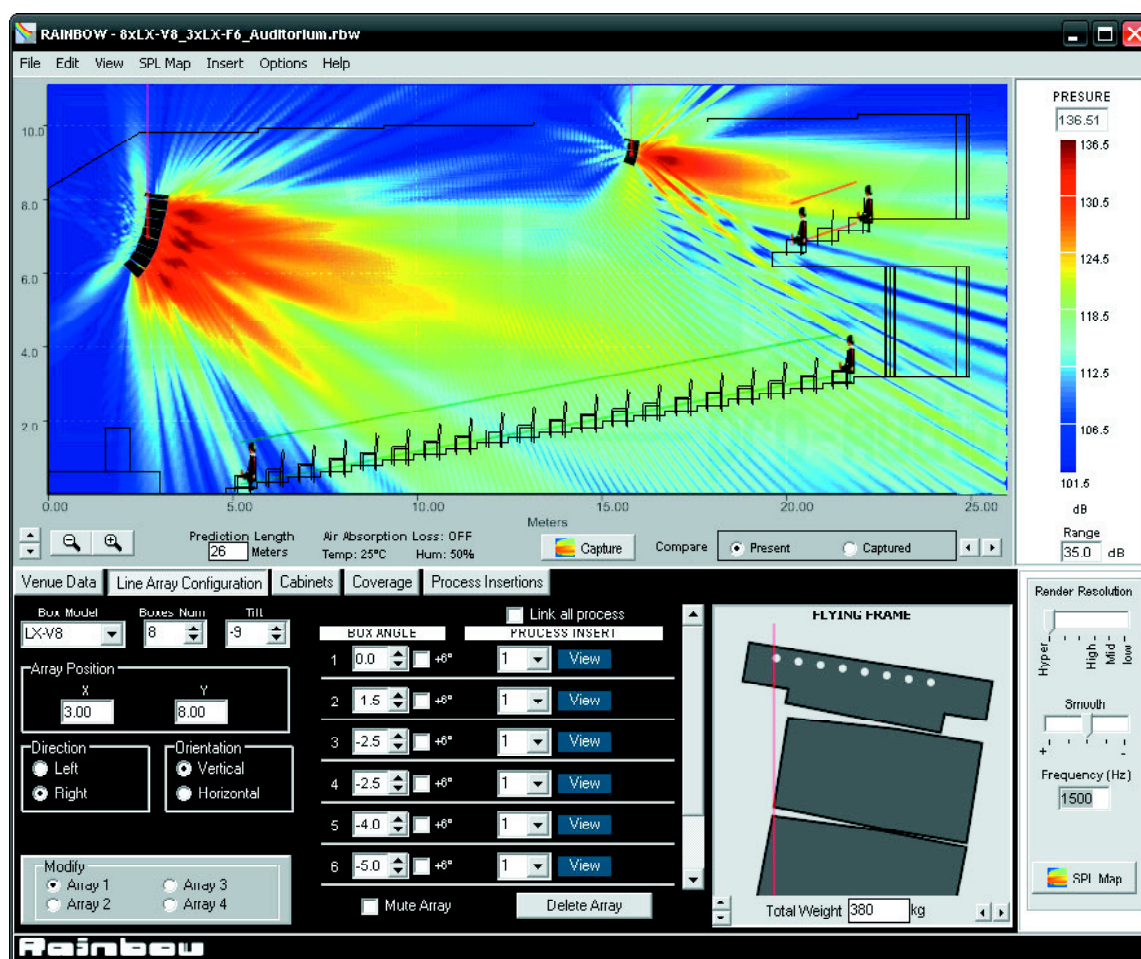 RAINBOW - 8xLX-V8_3xLX-F6_Auditorium.rbw
File Edit View SPL Map Insert Options Help
10.0
8.0
6.0
4.0
2.0
0.00 5.00 10.00 15.00 20.00 25.00
Meters
PRESURE
136.51
136.5
130.5
124.5
118.5
112.5
106.5
101.5
dB
Range
35.0 dB
Prediction Length
26 Meters
Air Absorption Loss: OFF
Temp: 25ºC Hum: 50%
Capture
Compare
Present Captured
Venue Data Line Array Configuration Cabinets Coverage Process Insertions
Box Model Boxes Num Tilt
LX-V8 8 -9
Array Position
X Y
3.00 8.00
Direction
Left
Right
Orientation
Vertical
Horizontal
Modify
Array 1 Array 3
Array 2 Array 4
Link all process
BOX ANGLE PROCESS INSERT
1 0.0 +6º 1 View
2 1.5 +6º 1 View
3 -2.5 +6º 1 View
4 -2.5 +6º 1 View
5 -4.0 +6º 1 View
6 -5.0 +6º 1 View
Mute Array Delete Array
FLYING FRAME
Total Weight 380 kg
Render Resolution
Hyper High Mid low
Smooth
+ -
Frequency (Hz)
1500
SPL Map
Rainbow